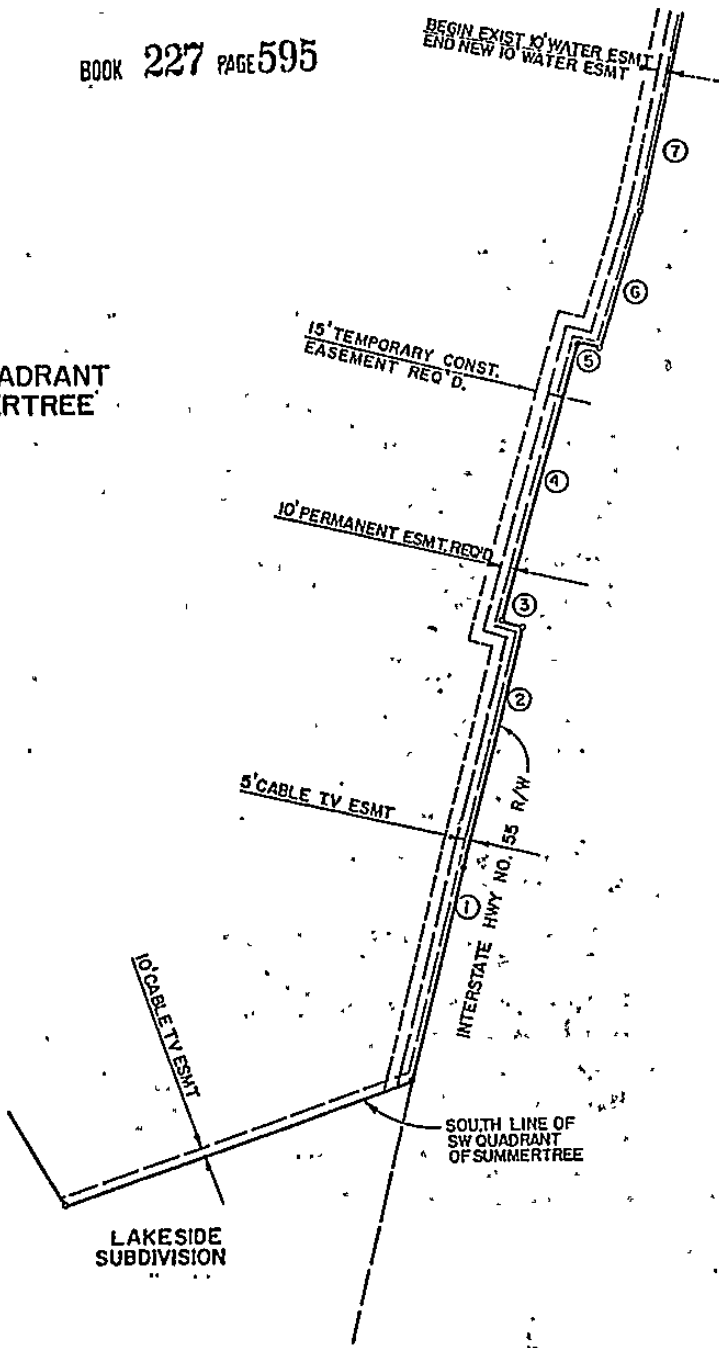 BOOK 227 PAGE 595
BEGIN EXIST 10' WATER ESMT
END NEW 10' WATER ESMT
7
6
15' TEMPORARY CONST.
EASEMENT REQ'D.
5
ADRANT
ERTREE
4
10' PERMANENT ESMT. REQ'D
3
2
5' CABLE TV ESMT
INTERSTATE HWY NO. 55 R/W
1
10' CABLE TV ESMT
SOUTH LINE OF
SW QUADRANT
OF SUMMERTREE
LAKESIDE
SUBDIVISION